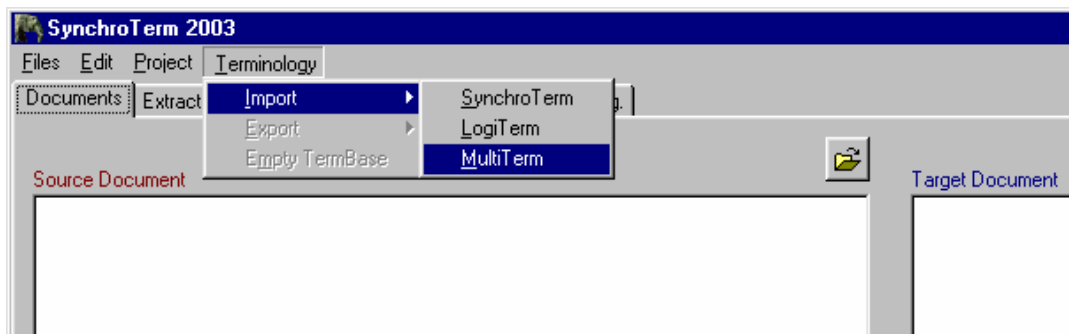 SynchroTerm 2003
Files Edit Project Terminology
Documents Extract Import SynchroTerm g.
Export LogiTerm
Empty TermBase MultiTerm
Source Document Target Document